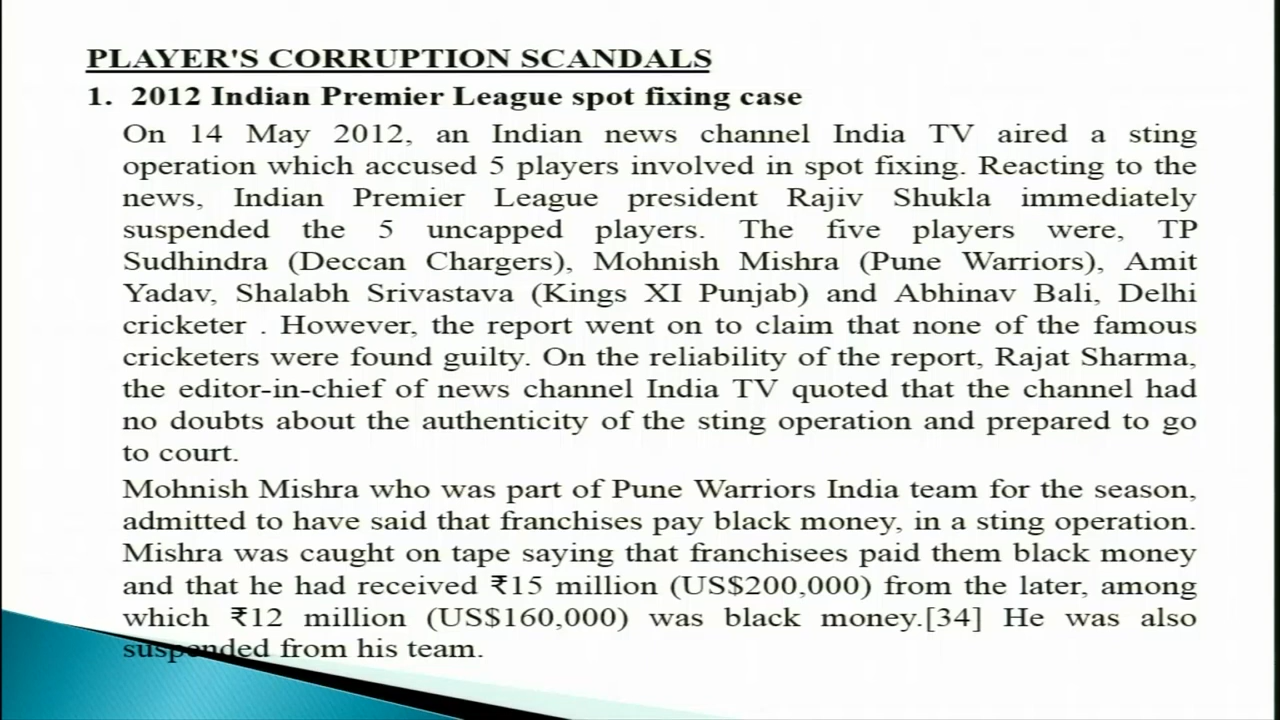 PLAYER'S CORRUPTION SCANDALS
1. 2012 Indian Premier League spot fixing case
On 14 May 2012, an Indian news channel India TV aired a sting
operation which accused 5 players involved in spot fixing. Reacting to the
news, Indian Premier League president Rajiv Shukla immediately
suspended the 5 uncapped players. The five players were, TP
Sudhindra (Deccan Chargers), Mohnish Mishra (Pune Warriors), Amit
Yadav, Shalabh Srivastava (Kings XI Punjab) and Abhinav Bali, Delhi
cricketer . However, the report went on to claim that none of the famous
cricketers were found guilty. On the reliability of the report, Rajat Sharma,
the editor-in-chief of news channel India TV quoted that the channel had
no doubts about the authenticity of the sting operation and prepared to go
to court.
Mohnish Mishra who was part of Pune Warriors India team for the season,
admitted to have said that franchises pay black money, in a sting operation.
Mishra was caught on tape saying that franchisees paid them black money
and that he had received ₹15 million (US$200,000) from the later, among
which ₹12 million (US$160,000) was black money.[34] He was also
suspended from his team.